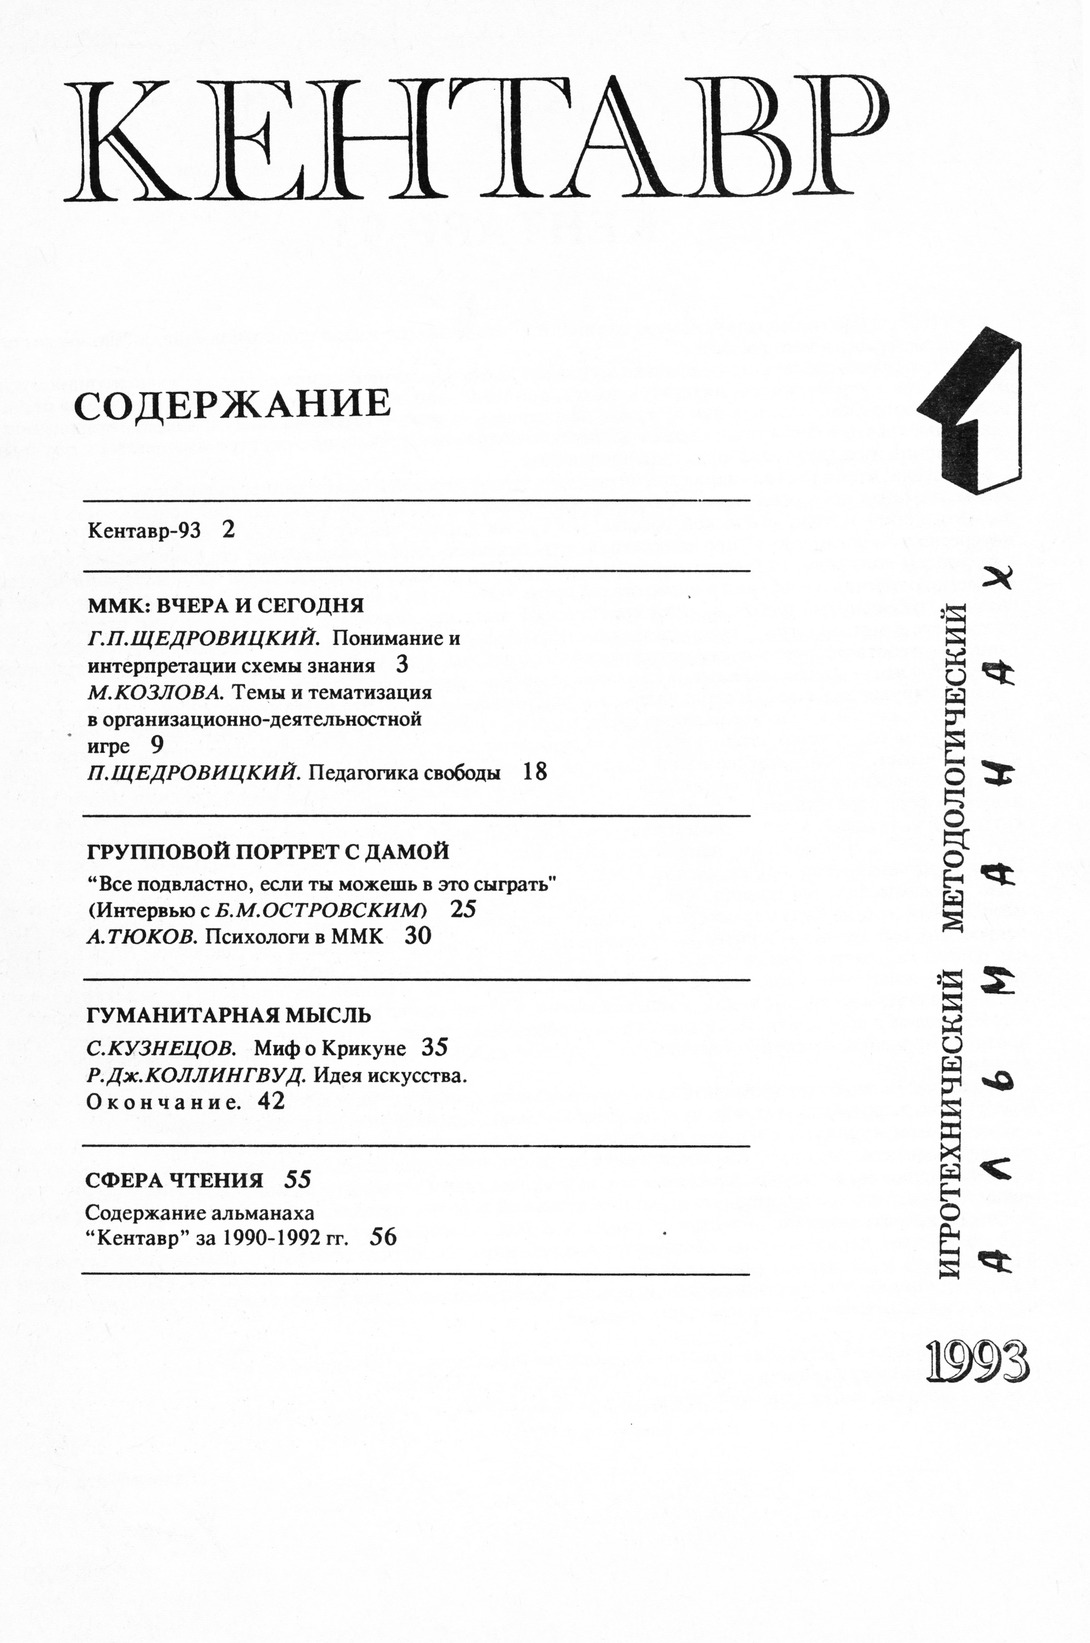 КЕНТАВР
1
СОДЕРЖАНИЕ
Кентавр-93 2
ММК: ВЧЕРА И СЕГОДНЯ
Г.П.ЩЕДРОВИЦКИЙ. Понимание и
интерпретации схемы знания 3
М.КОЗЛОВА. Темы и тематизация
в организационно-деятельностной
игре 9
П.ЩЕДРОВИЦКИЙ. Педагогика свободы 18
ГРУППОВОЙ ПОРТРЕТ С ДАМОЙ
“Все подвластно, если ты можешь в это сыграть"
(Интервью с Б.М.ОСТРОВСКИМ) 25
А.ТЮКОВ. Психологи в ММК 30
ГУМАНИТАРНАЯ МЫСЛЬ
С.КУЗНЕЦОВ. Миф о Крикуне 35
Р.Дж.КОЛЛИНГВУД. Идея искусства.
Окончание. 42
СФЕРА ЧТЕНИЯ 55
Содержание альманаха
“Кентавр” за 1990-1992 гг. 56
ИГРОТЕХНИЧЕСКИЙ МЕТОДОЛОГИЧЕСКИЙ
АЛЬМАНАХ
1993